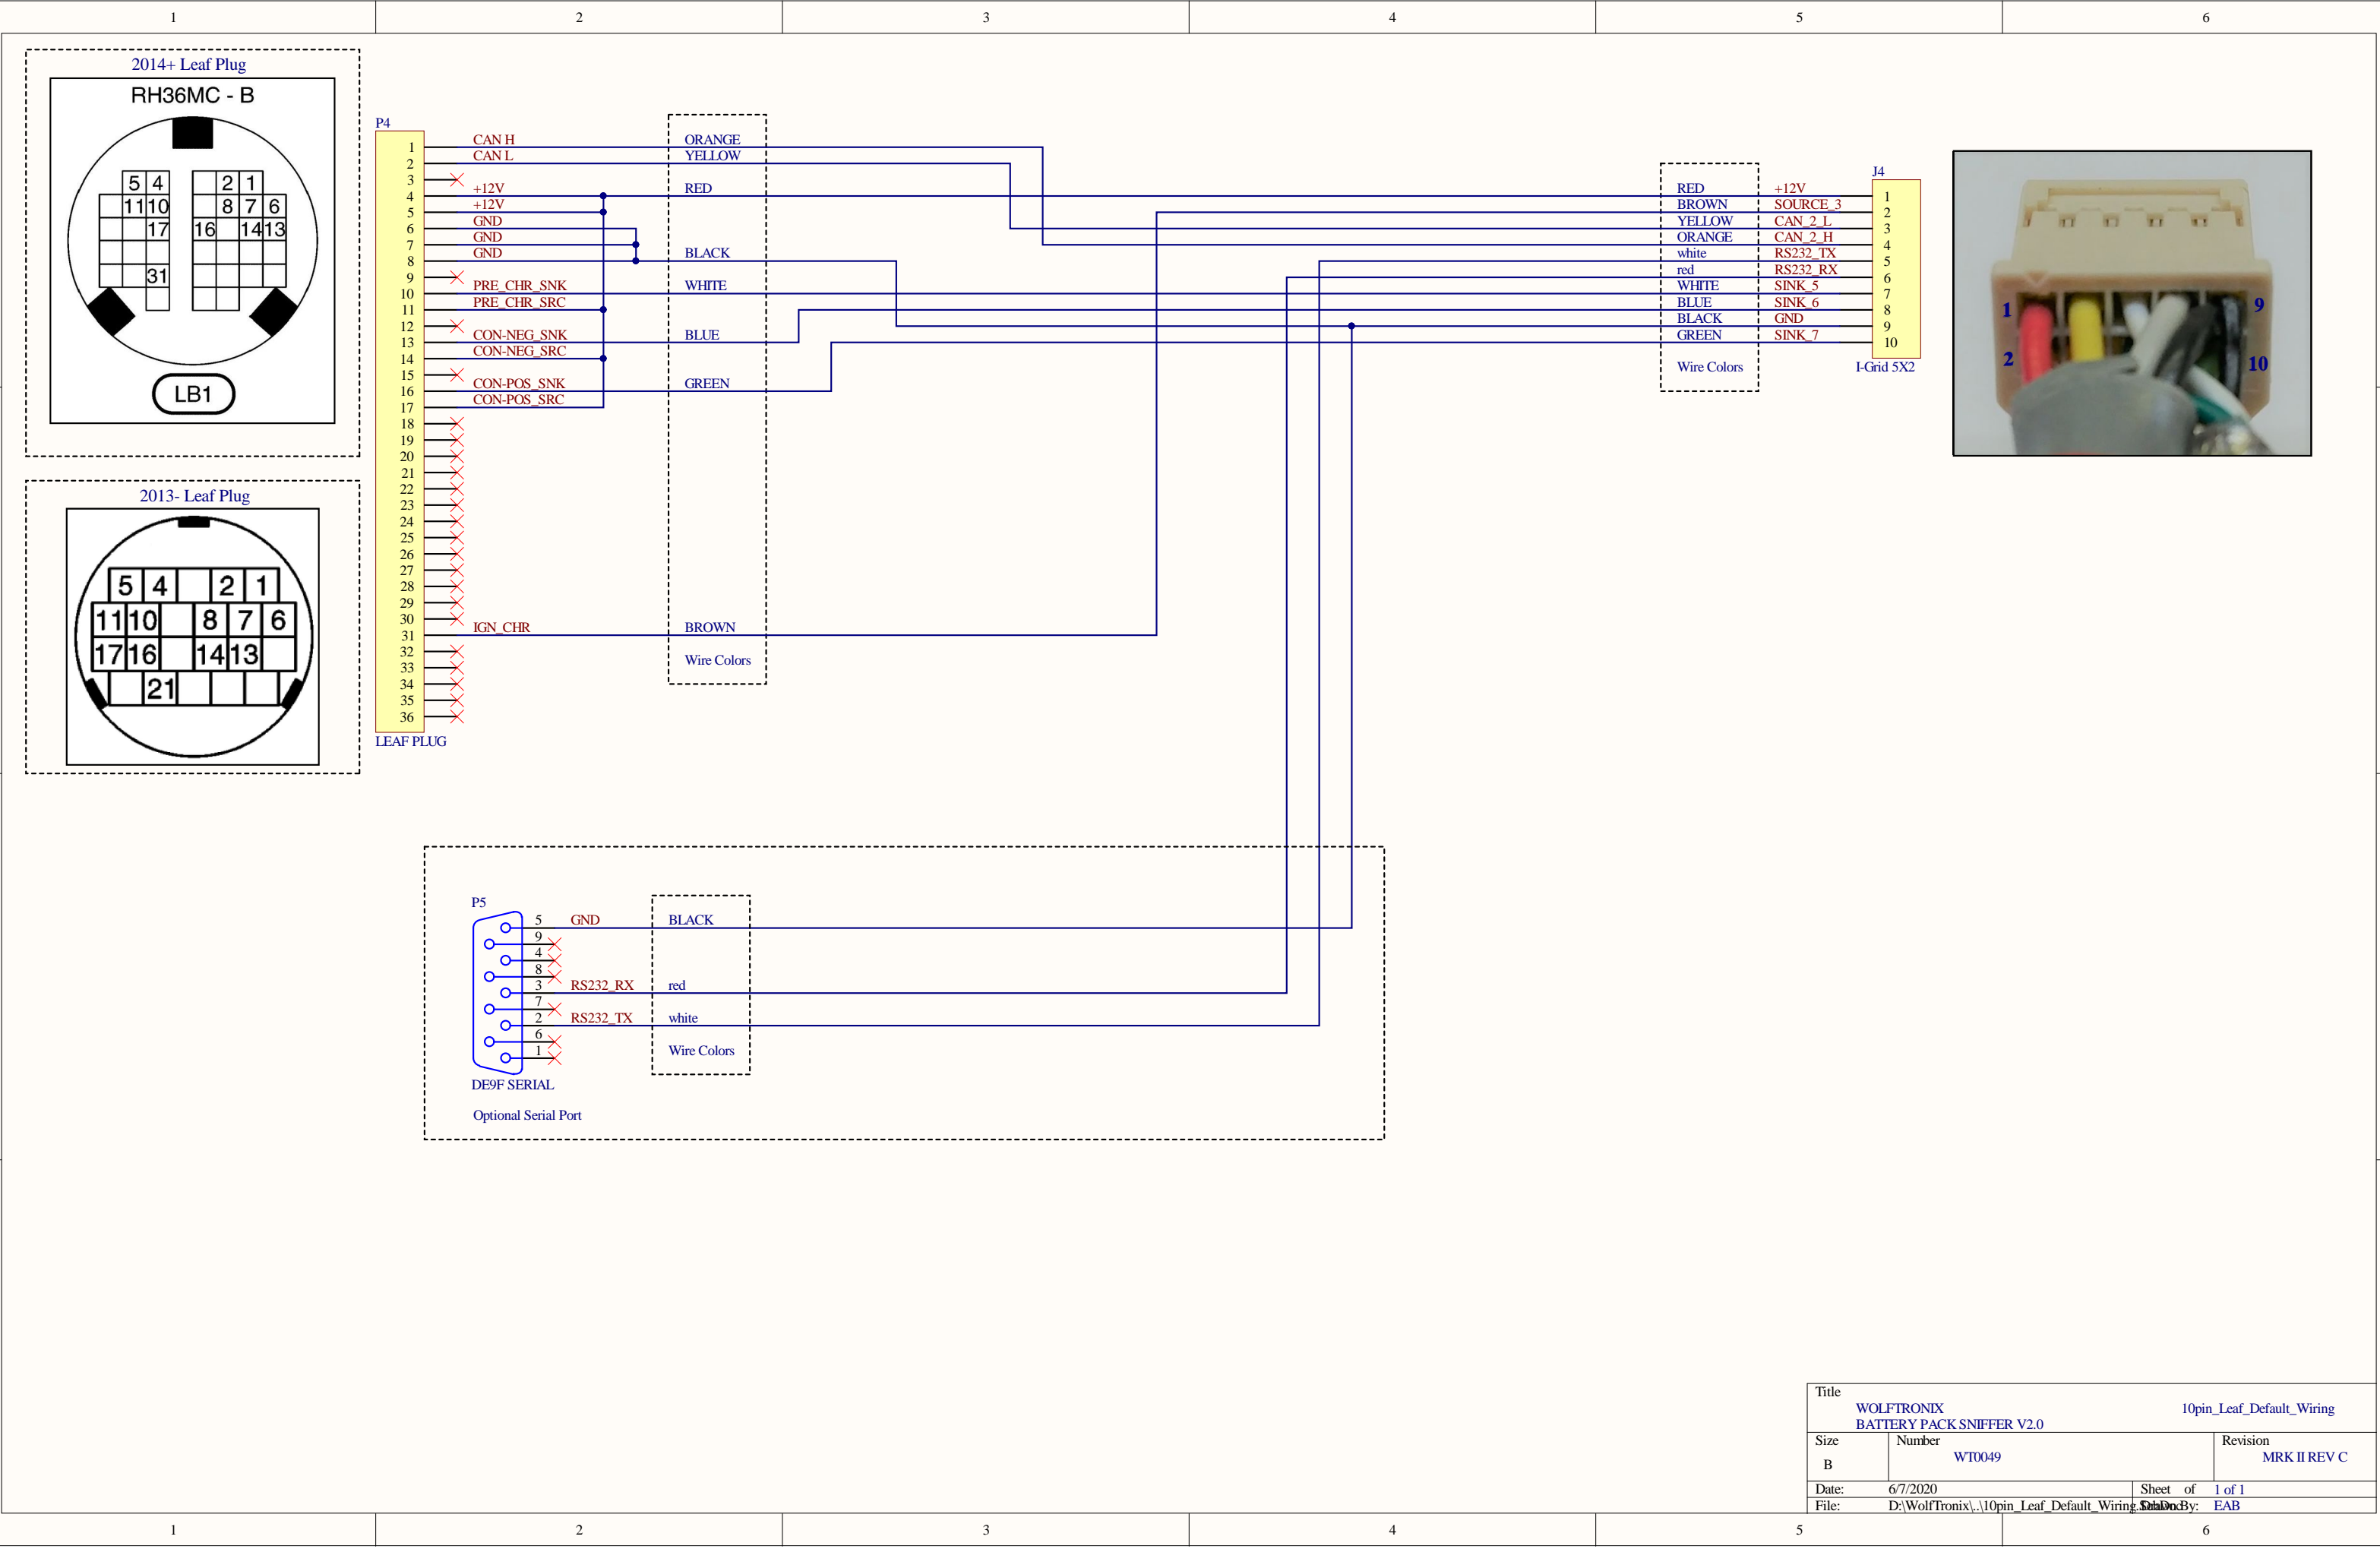 1 2 3 4 5 6
2014+ Leaf Plug
RH36MC - B
5 4 2 1
11 10 8 7 6
17 16 14 13
31
LB1
2013- Leaf Plug
5 4 2 1
11 10 8 7 6
17 16 14 13
21
P4
1 CAN H ORANGE
2 CAN L YELLOW
3
4 +12V RED
5 +12V
6 GND
7 GND
8 GND BLACK
9
10 PRE_CHR_SNK WHITE
11 PRE_CHR_SRC
12
13 CON-NEG_SNK BLUE
14 CON-NEG_SRC
15
16 CON-POS_SNK GREEN
17 CON-POS_SRC
18
19
20
21
22
23
24
25
26
27
28
29
30
31 IGN_CHR BROWN
32
Wire Colors
33
34
35
36
LEAF PLUG
J4
RED +12V 1
BROWN SOURCE_3 2
YELLOW CAN_2_L 3
ORANGE CAN_2_H 4
white RS232_TX 5
red RS232_RX 6
WHITE SINK_5 7
BLUE SINK_6 8
BLACK GND 9
GREEN SINK_7 10
Wire Colors
I-Grid 5X2
1 9
2 10
P5
5 GND BLACK
9
4
8
3 RS232_RX red
7
2 RS232_TX white
6
1
Wire Colors
DE9F SERIAL
Optional Serial Port
Title
WOLFTRONIX 10pin_Leaf_Default_Wiring
BATTERY PACK SNIFFER V2.0
Size Number Revision
B WT0049 MRK II REV C
Date: 6/7/2020 Sheet of 1 of 1
File: D:\WolfTronix\..\10pin_Leaf_Default_Wiring By: EAB
1 2 3 4 5 6